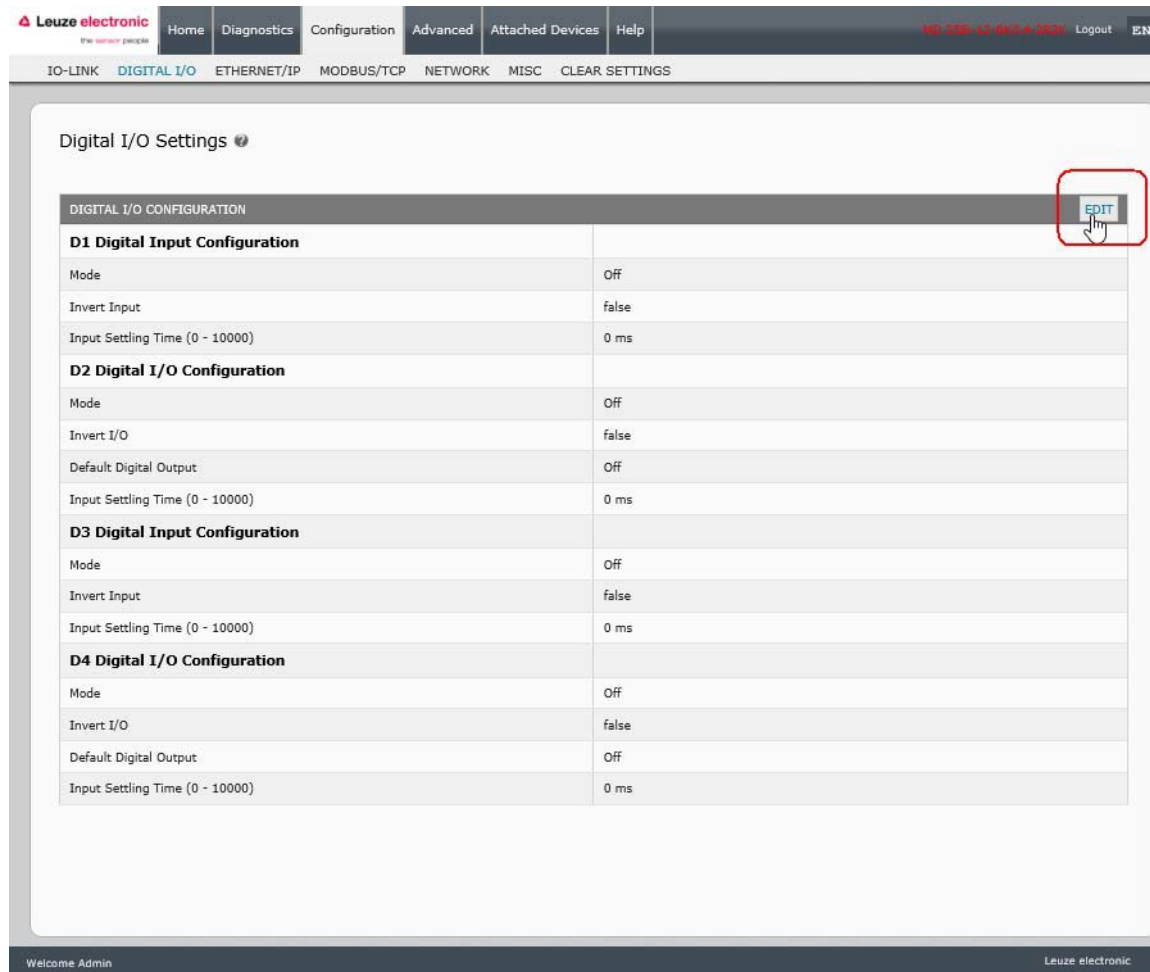 Leuze electronic
the sensor people
Home Diagnostics Configuration Advanced Attached Devices Help
Logout EN
IO-LINK DIGITAL I/O ETHERNET/IP MODBUS/TCP NETWORK MISC CLEAR SETTINGS
Digital I/O Settings ?
DIGITAL I/O CONFIGURATION EDIT
D1 Digital Input Configuration
Mode Off
Invert Input false
Input Settling Time (0 - 10000) 0 ms
D2 Digital I/O Configuration
Mode Off
Invert I/O false
Default Digital Output Off
Input Settling Time (0 - 10000) 0 ms
D3 Digital Input Configuration
Mode Off
Invert Input false
Input Settling Time (0 - 10000) 0 ms
D4 Digital I/O Configuration
Mode Off
Invert I/O false
Default Digital Output Off
Input Settling Time (0 - 10000) 0 ms
Welcome Admin Leuze electronic